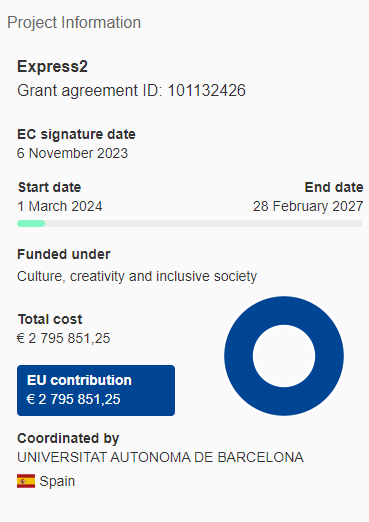 Project Information
Express2
Grant agreement ID: 101132426
EC signature date
6 November 2023
Start date
End date
1 March 2024
28 February 2027
Funded under
Culture, creativity and inclusive society
Total cost
€ 2 795 851,25
EU contribution
€ 2 795 851,25
Coordinated by
UNIVERSITAT AUTONOMA DE BARCELONA
Spain